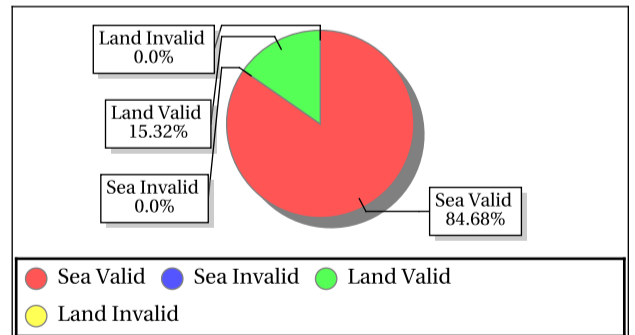 Land Invalid
0.0%
Land Valid
15.32%
Sea Invalid
0.0%
Sea Valid
84.68%
Sea Valid Sea Invalid Land Valid
Land Invalid